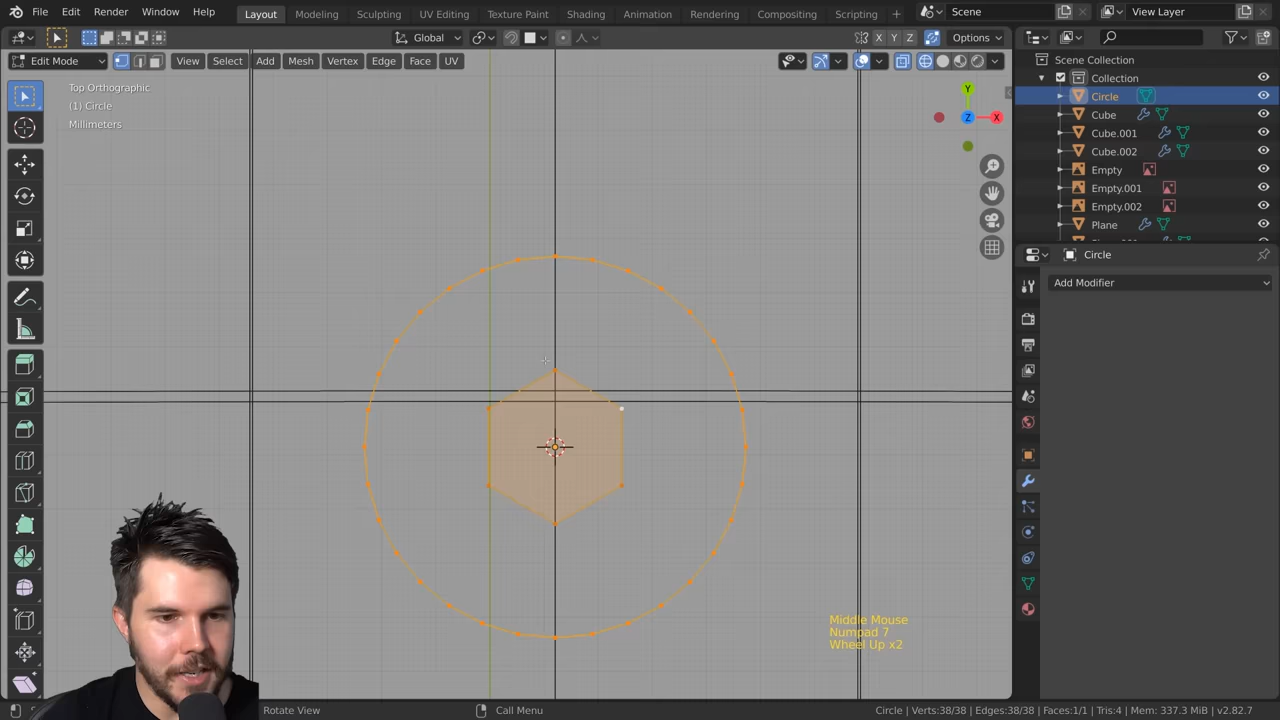 File Edit Render Window Help Layout Modeling Sculpting UV Editing Texture Paint Shading Animation Rendering Compositing Scripting + Scene View Layer
Global X Y Z Options
Edit Mode View Select Add Mesh Vertex Edge Face UV
Top Orthographic
(1) Circle
Millimeters
Y
Z
X
Scene Collection
Collection
Circle
Cube
Cube.001
Cube.002
Empty
Empty.001
Empty.002
Plane
Circle
Add Modifier
Middle Mouse
Numpad 7
Wheel Up x2
Rotate View Call Menu Circle | Verts:38/38 | Edges:38/38 | Faces:1/1 | Tris:4 | Mem: 337.3 MiB | v2.82.7